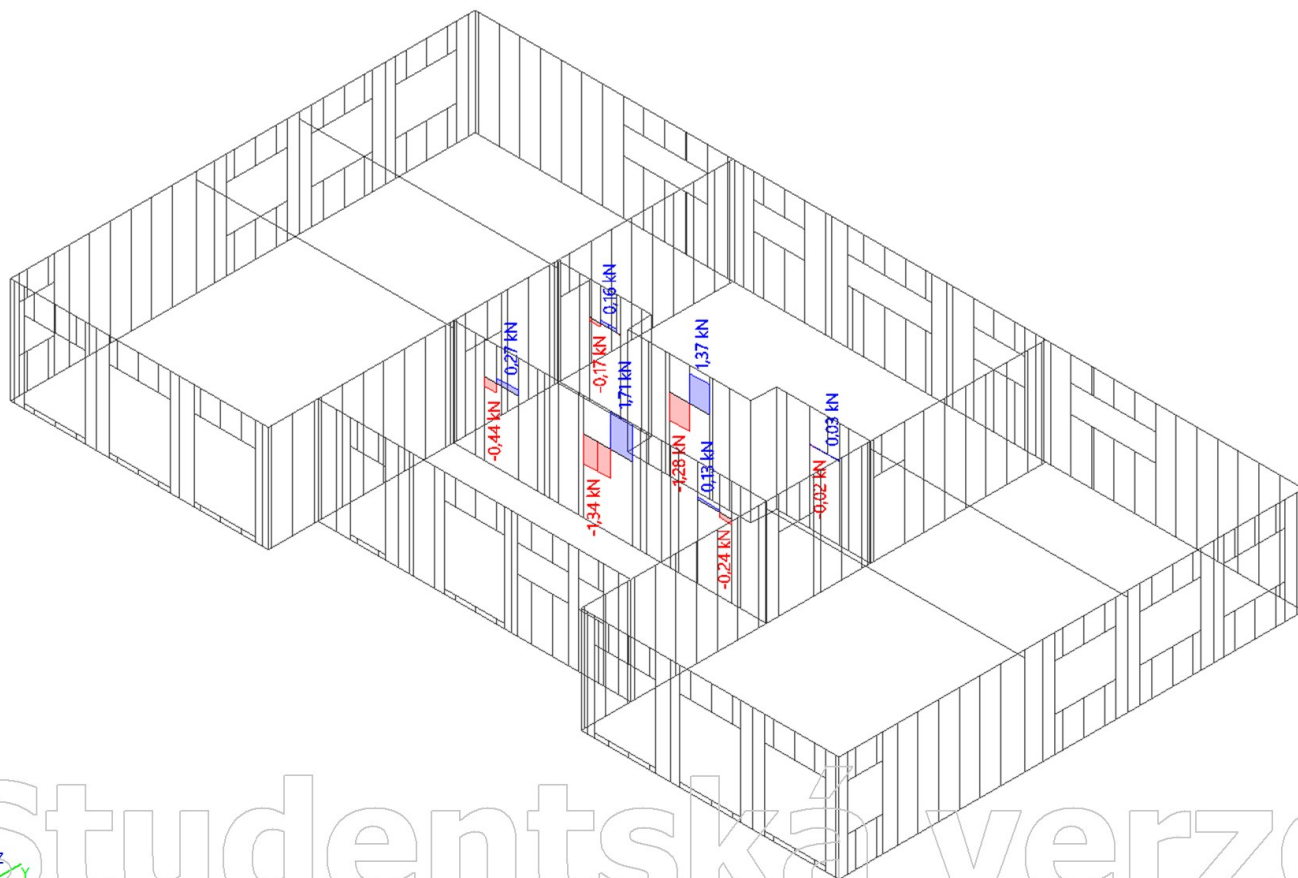 0,16 kN
-0,17 kN
0,27 kN
-0,44 kN
1,71 kN
-1,34 kN
1,37 kN
-1,28 kN
0,13 kN
-0,24 kN
0,03 kN
-0,02 kN
Studentská verze
Z
Y